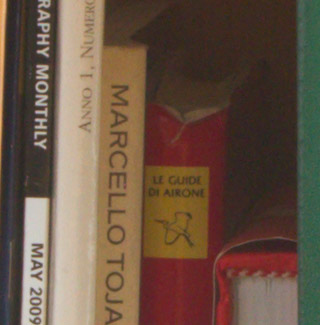 RAPHY MONTHLY
MAY 2009
ANNO 1 NUMERO
MARCELLO TOJA
LE GUIDE
DI AIRONE